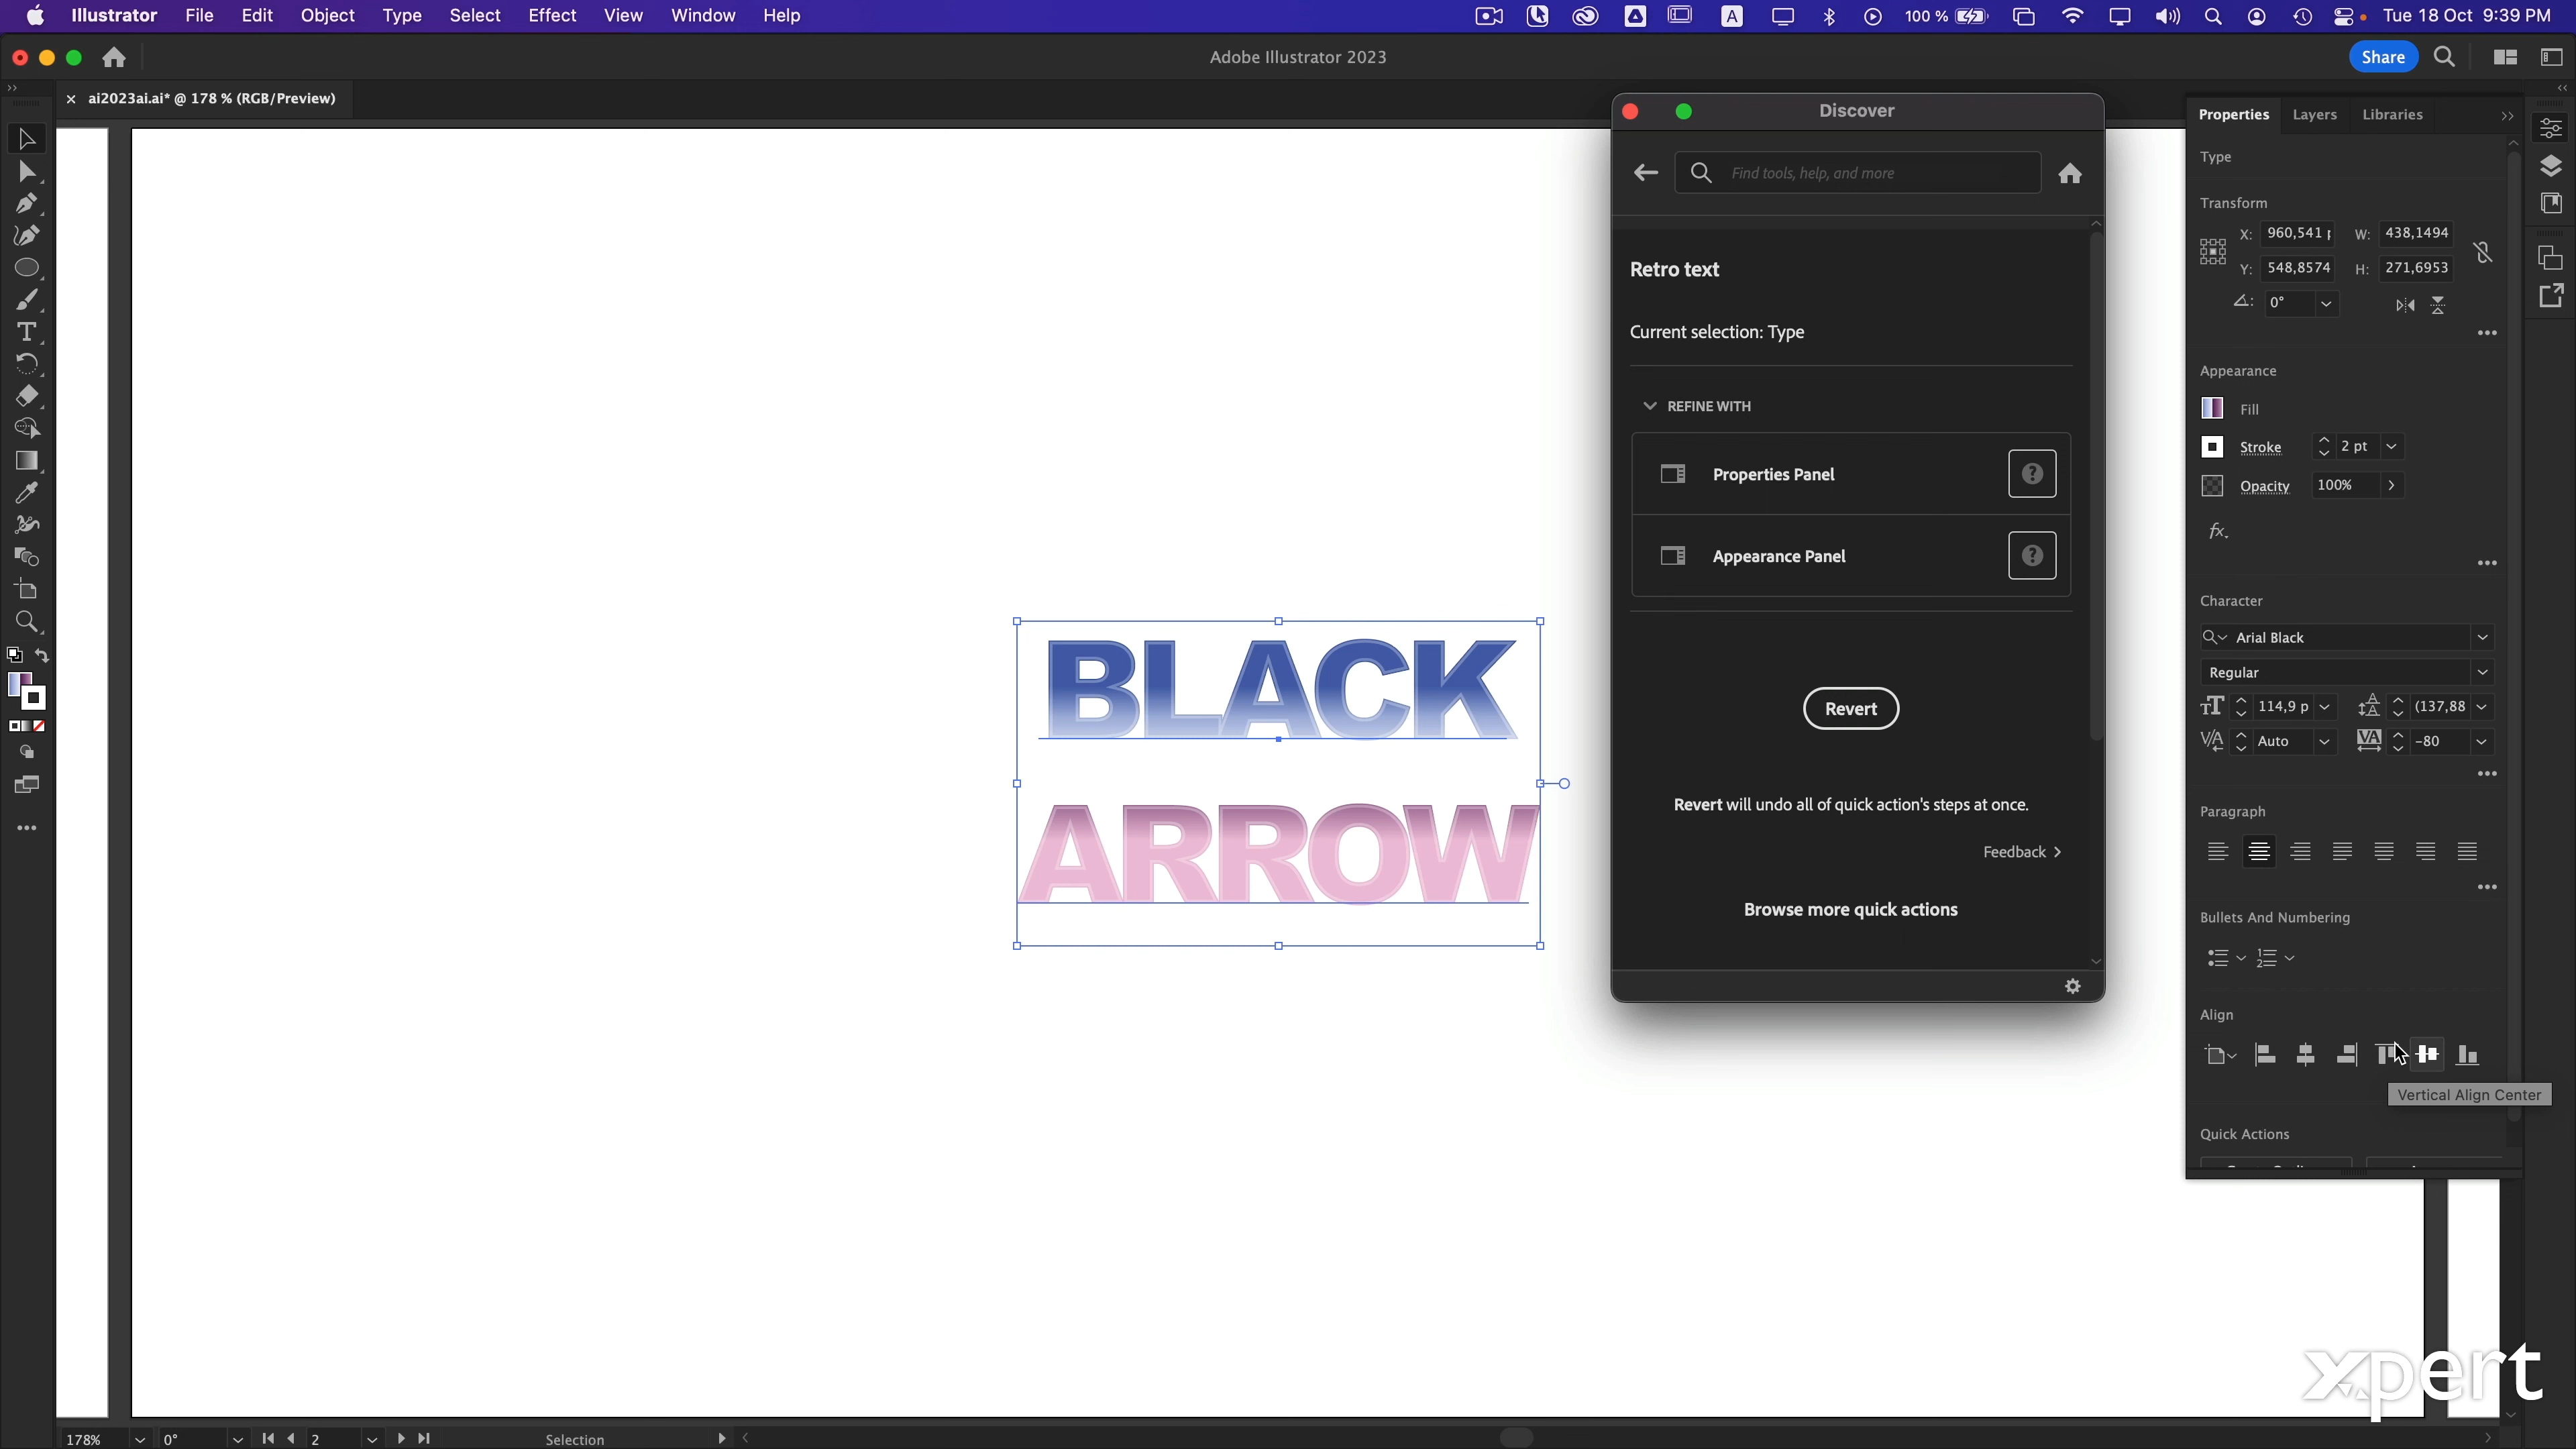 Illustrator File Edit Object Type Select Effect View Window Help
A 100 % Tue 18 Oct 9:39 PM
Adobe Illustrator 2023
Share
× ai2023ai.ai* @ 178 % (RGB/Preview)
Discover
Find tools, help, and more
Retro text
Current selection: Type
REFINE WITH
Properties Panel
Appearance Panel
Revert
Revert will undo all of quick action's steps at once.
Feedback >
Browse more quick actions
BLACK
ARROW
Properties Layers Libraries
Type
Transform
X: 960,541 W: 438,1494
Y: 548,8574 H: 271,6953
0°
Appearance
Fill
Stroke 2 pt
Opacity 100%
fx.
Character
Arial Black
Regular
114,9 p (137,88
Auto -80
Paragraph
Bullets And Numbering
Align
Vertical Align Center
Quick Actions
xpert
178% 0° 2 Selection